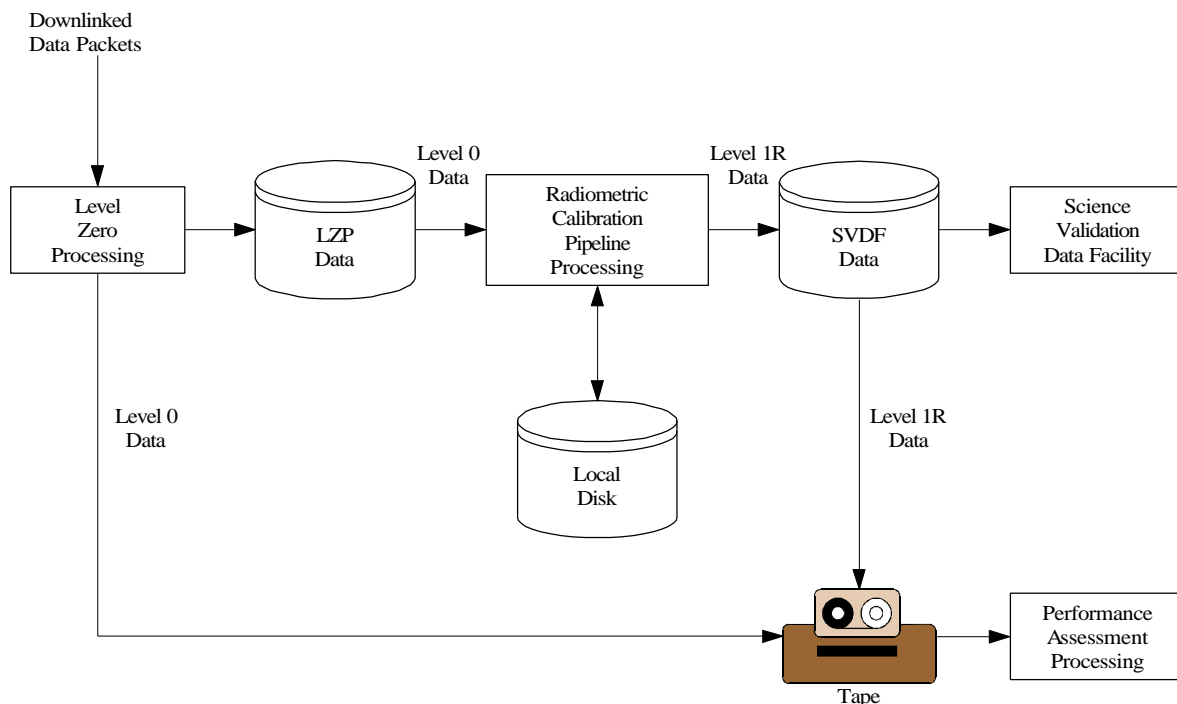 Downlinked
Data Packets
Level 0
Data
Level 1R
Data
Level
Zero
Processing
LZP
Data
Radiometric
Calibration
Pipeline
Processing
SVDF
Data
Science
Validation
Data Facility
Level 0
Data
Local
Disk
Level 1R
Data
Performance
Assessment
Processing
Tape